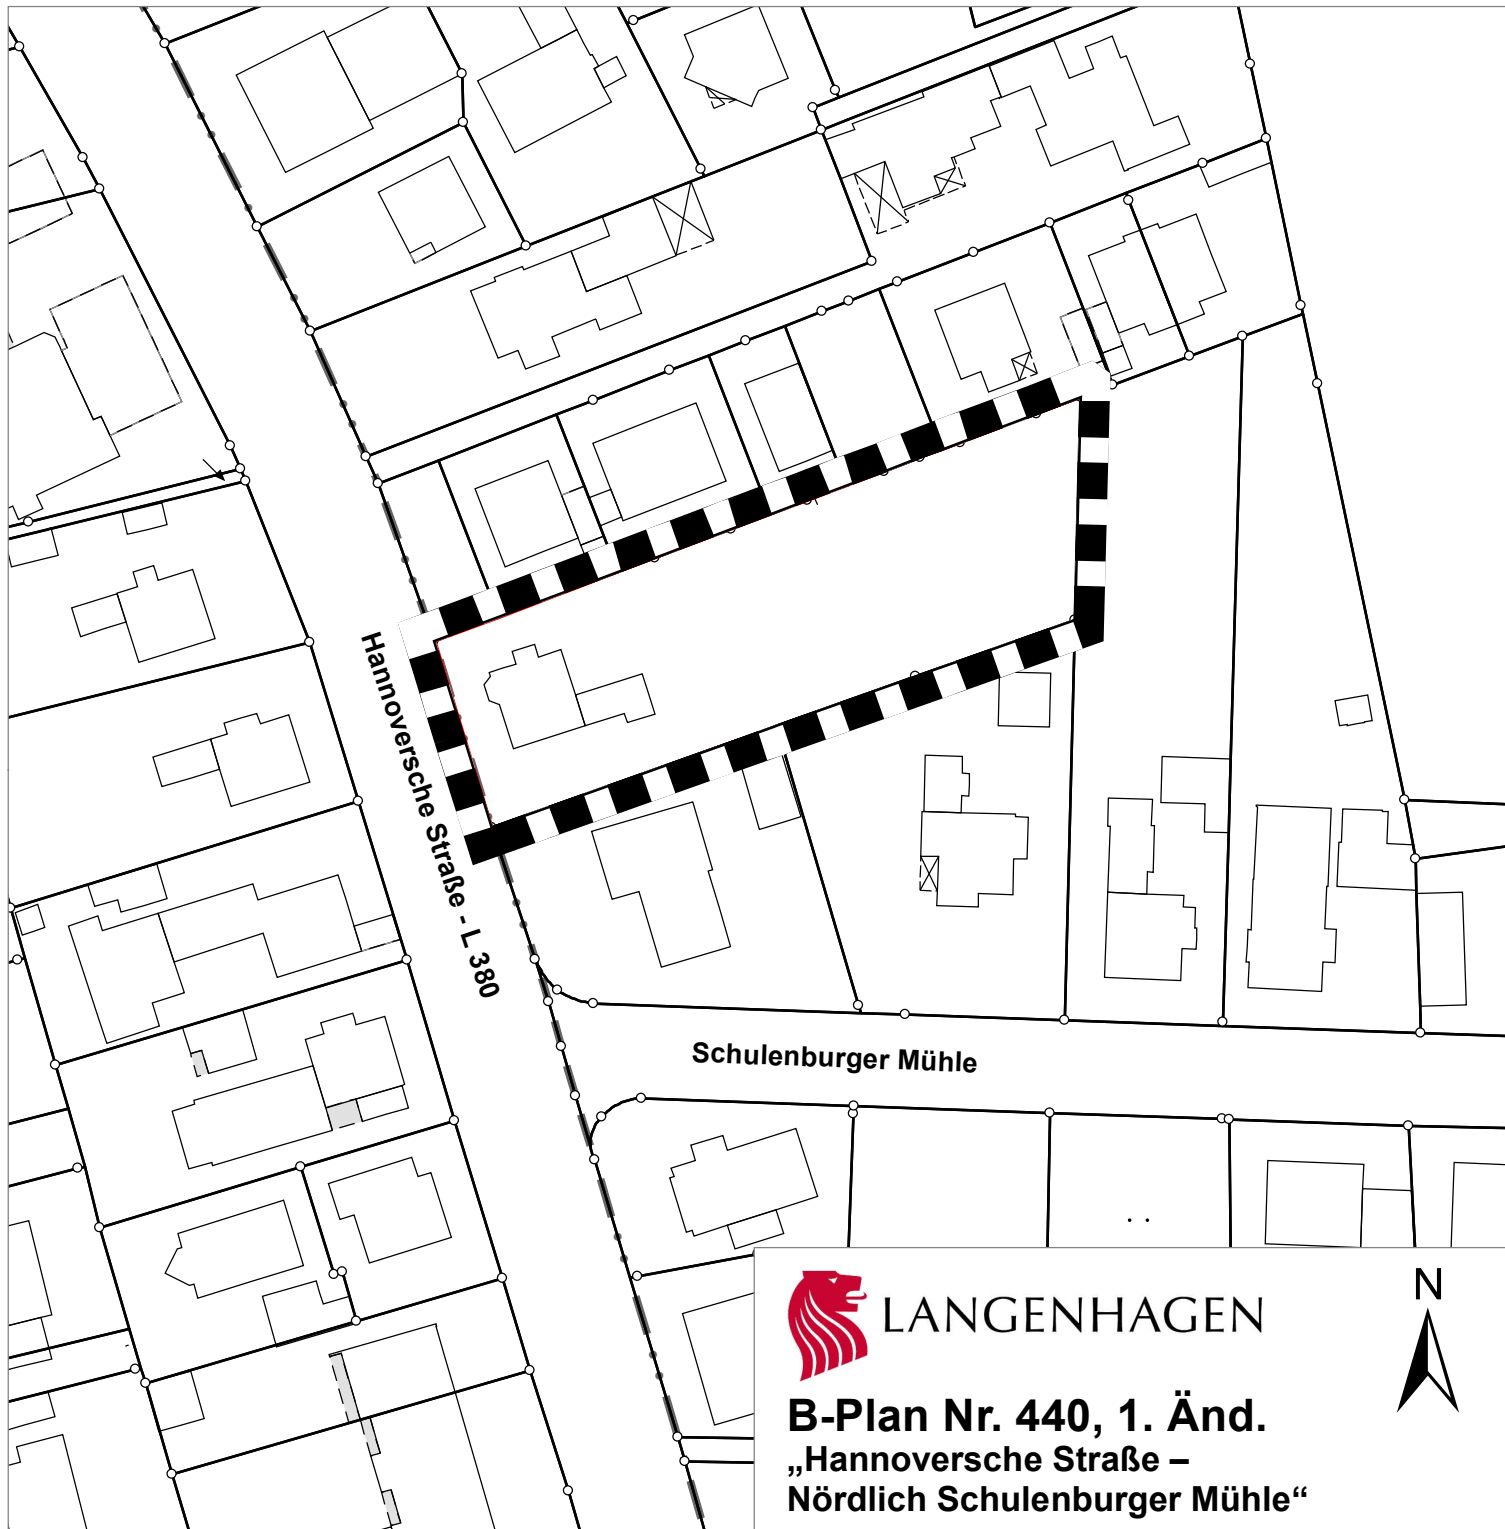 Hannoversche Straße - L 380
Schulenburger Mühle
LANGENHAGEN
N
B-Plan Nr. 440, 1. Änd.
„Hannoversche Straße –
Nördlich Schulenburger Mühle“